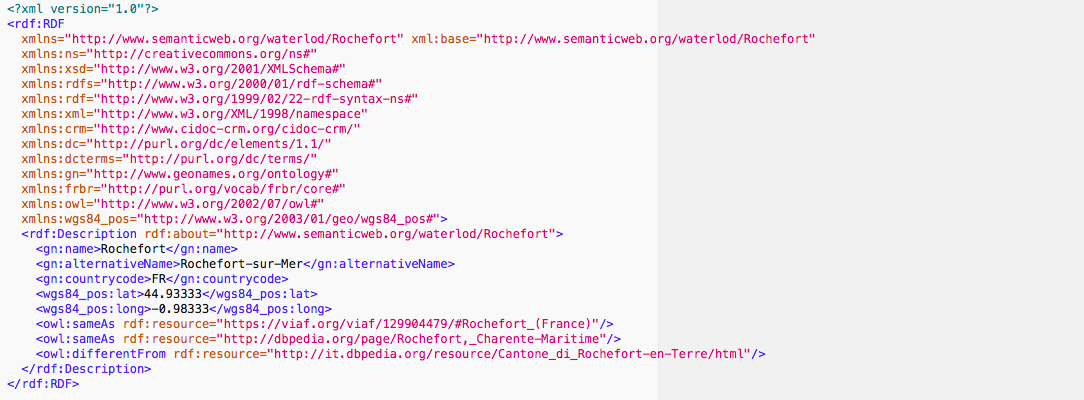 <?xml version="1.0"?>
<rdf:RDF
xmlns="http://www.semanticweb.org/waterlod/Rochefort" xml:base="http://www.semanticweb.org/waterlod/Rochefort"
xmlns:ns="http://creativecommons.org/ns#"
xmlns:xsd="http://www.w3.org/2001/XMLSchema#"
xmlns:rdfs="http://www.w3.org/2000/01/rdf-schema#"
xmlns:rdf="http://www.w3.org/1999/02/22-rdf-syntax-ns#"
xmlns:xml="http://www.w3.org/XML/1998/namespace"
xmlns:crm="http://www.cidoc-crm.org/cidoc-crm/"
xmlns:dc="http://purl.org/dc/elements/1.1/"
xmlns:dcterms="http://purl.org/dc/terms/"
xmlns:gn="http://www.geonames.org/ontology#"
xmlns:frbr="http://purl.org/vocab/frbr/core#"
xmlns:owl="http://www.w3.org/2002/07/owl#"
xmlns:wgs84_pos="http://www.w3.org/2003/01/geo/wgs84_pos#">
<rdf:Description rdf:about="http://www.semanticweb.org/waterlod/Rochefort">
<gn:name>Rochefort</gn:name>
<gn:alternativeName>Rochefort-sur-Mer</gn:alternativeName>
<gn:countrycode>FR</gn:countrycode>
<wgs84_pos:lat>44.93333</wgs84_pos:lat>
<wgs84_pos:long>-0.98333</wgs84_pos:long>
<owl:sameAs rdf:resource="https://viaf.org/viaf/129904479/#Rochefort_(France)"/>
<owl:sameAs rdf:resource="http://dbpedia.org/page/Rochefort,_Charente-Maritime"/>
<owl:differentFrom rdf:resource="http://it.dbpedia.org/resource/Cantone_di_Rochefort-en-Terre/html"/>
</rdf:Description>
</rdf:RDF>